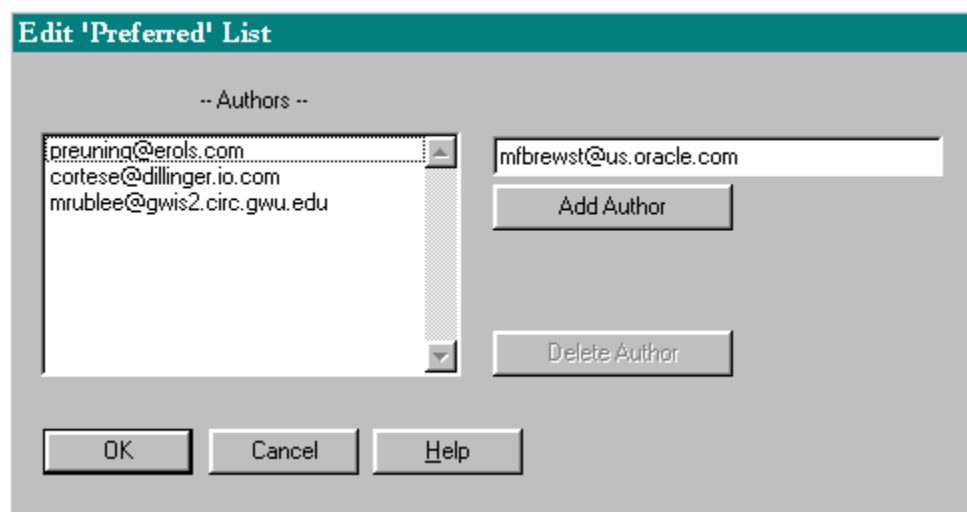 Edit 'Preferred' List
-- Authors --
preuning@erols.com
cortese@dillinger.io.com
mrublee@gwis2.circ.gwu.edu
mfbrewst@us.oracle.com
Add Author
Delete Author
OK
Cancel
Help